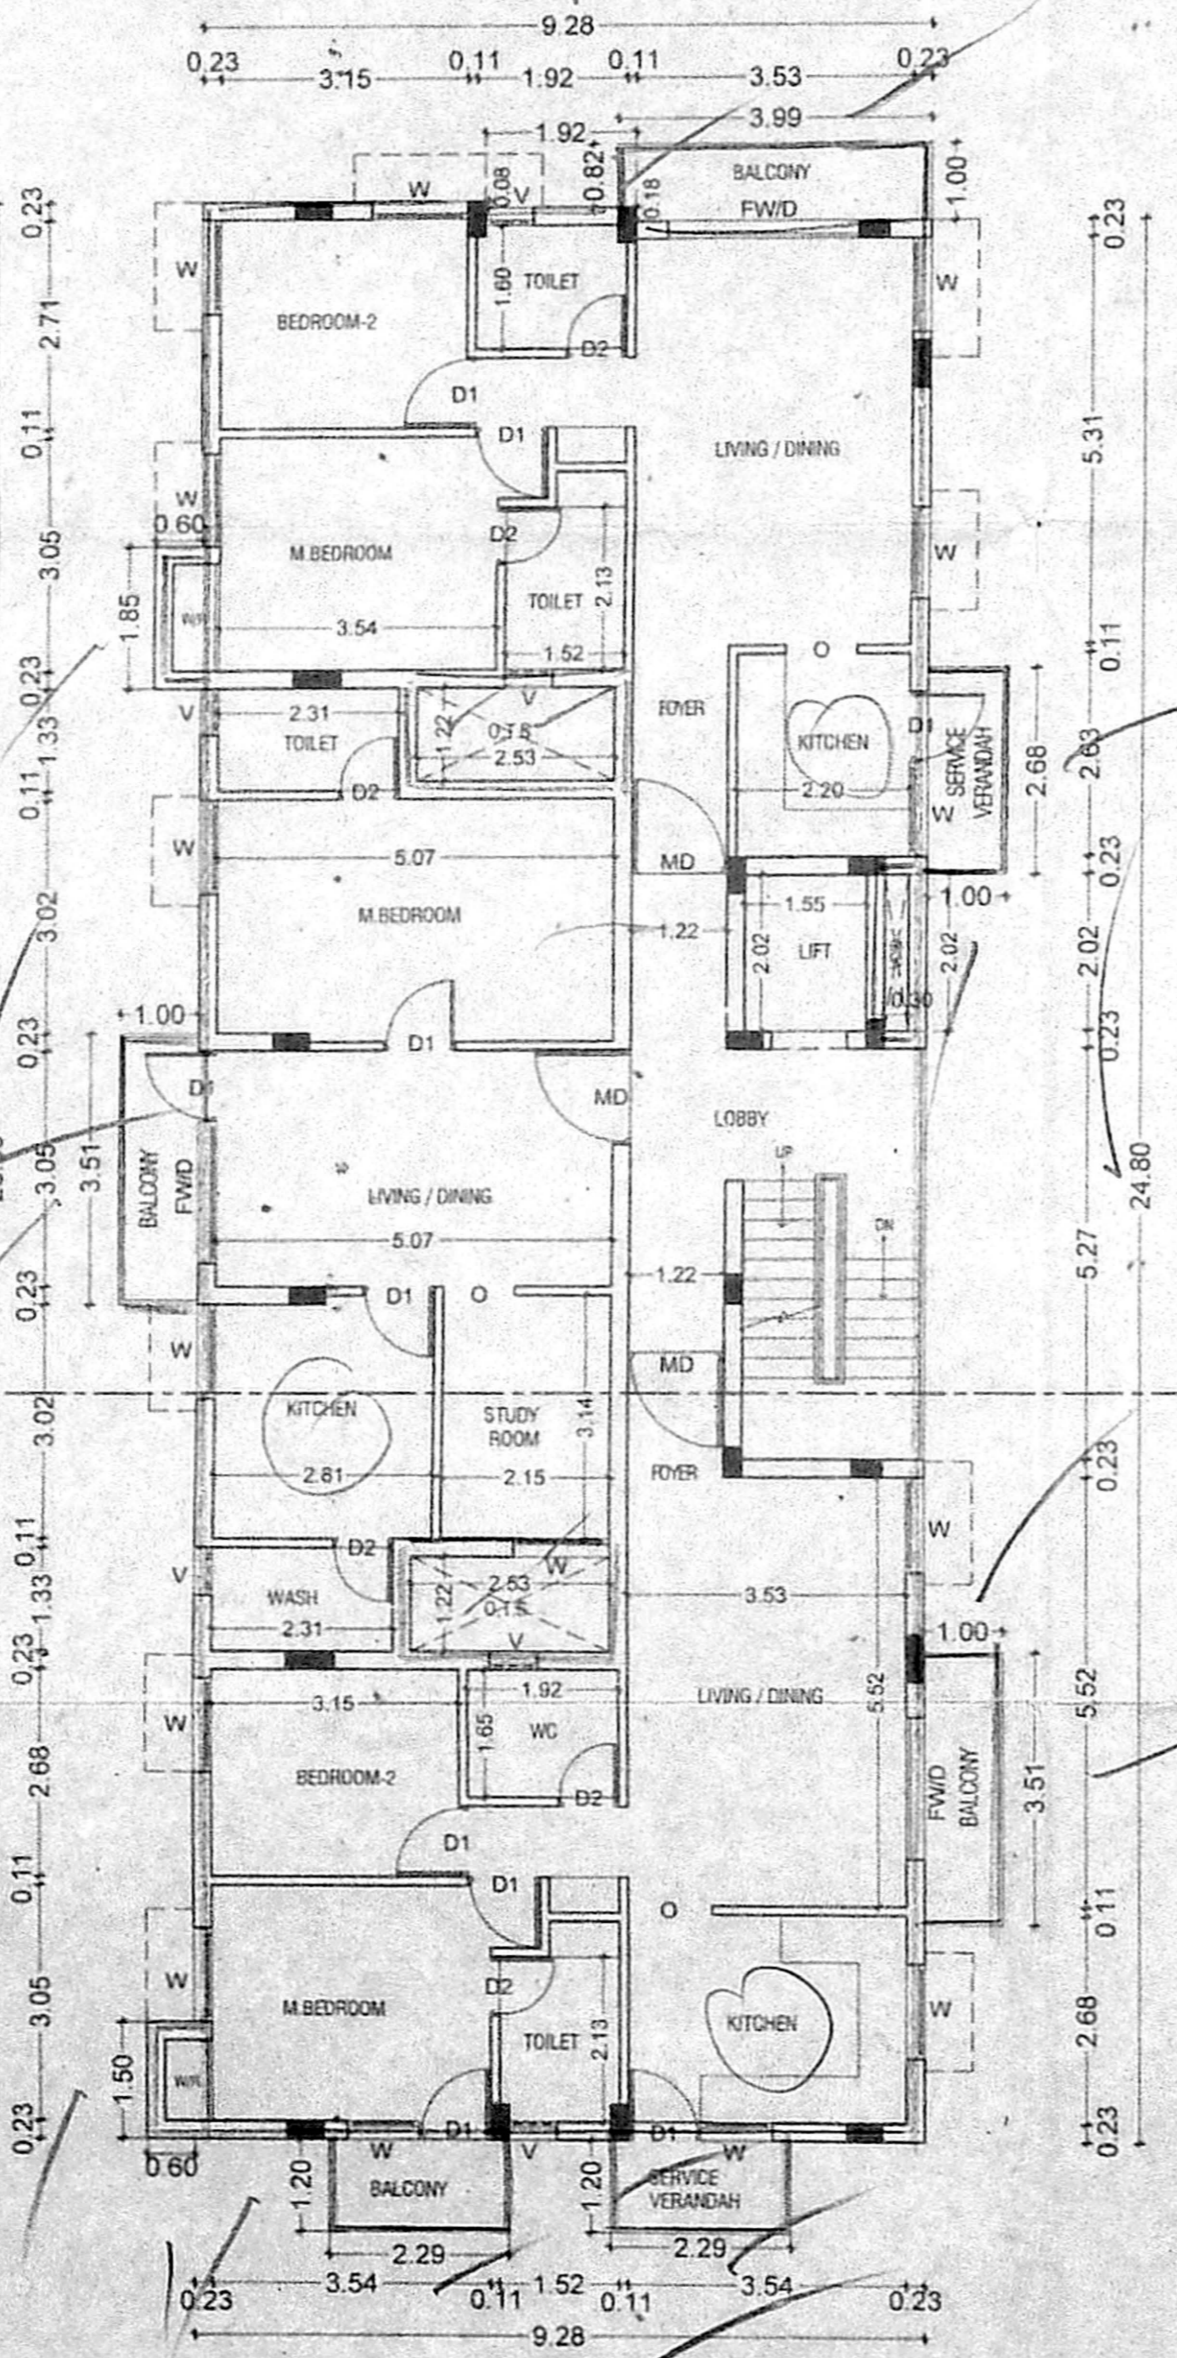 9.28
0.23 3.15 0.11 1.92 0.11 3.53 0.23
3.99
1.92
BALCONY
1.00
0.82
0.08
0.18
W
V
FW/D
0.23
0.23
W
TOILET
W
1.60
BEDROOM-2
2.71
D2
D1
D1
0.11
LIVING / DINING
5.31
W
0.60
D2
M.BEDROOM
W
3.05
1.85
3.54
TOILET
2.13
1.52
O
0.11
0.23
V
2.31
V
FOYER
TOILET
1.22
O.T.S
2.53
KITCHEN
D1
SERVICE
VERANDAH
2.68
2.63
1.33
0.11
D2
2.20
W
W
5.07
MD
0.23
M.BEDROOM
1.55
1.00
3.02
1.22
2.02
LIFT
2.02
2.02
0.30
1.00
0.23
D1
0.23
D1
MD
LOBBY
UP
24.80
3.05
3.51
BALCONY
FW/D
LIVING / DINING
DN
5.07
5.27
1.22
0.23
D1
O
W
MD
KITCHEN
STUDY
ROOM
3.14
3.02
2.81
2.15
FOYER
0.23
W
0.11
D2
W
V
WASH
2.53
1.22
O.T.S
3.53
1.33
2.31
V
1.00
0.23
3.15
1.92
LIVING / DINING
5.52
5.52
W
1.65
WC
BEDROOM-2
FW/D
BALCONY
3.51
2.68
D2
D1
D1
0.11
O
0.11
W
D2
M.BEDROOM
W
3.05
TOILET
2.13
KITCHEN
2.68
1.50
0.23
D1
D1
0.23
W
V
W
0.60
1.20
BALCONY
1.20
SERVICE
VERANDAH
2.29
2.29
0.23 3.54 0.11 1.52 0.11 3.54 0.23
9.28